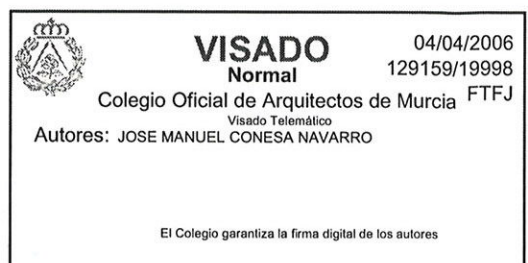 VISADO
04/04/2006
Normal
129159/19998
Colegio Oficial de Arquitectos de Murcia FTFJ
Visado Telemático
Autores: JOSE MANUEL CONESA NAVARRO
El Colegio garantiza la firma digital de los autores